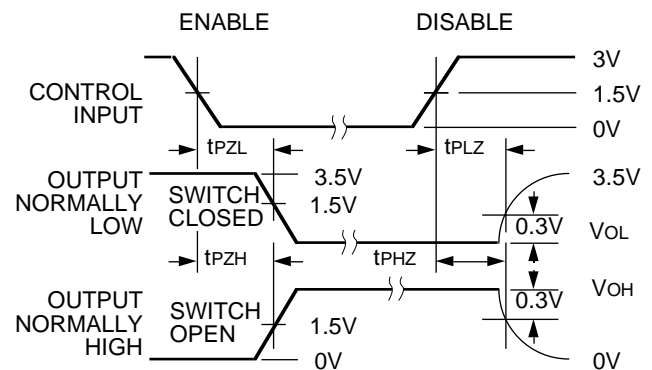 ENABLE DISABLE
3V
CONTROL INPUT 1.5V
0V
tPZL tPLZ
OUTPUT NORMALLY LOW SWITCH CLOSED 3.5V 1.5V 3.5V
0.3V VOL
tPZH tPHZ
OUTPUT NORMALLY HIGH SWITCH OPEN 0.3V VOH
1.5V
0V 0V